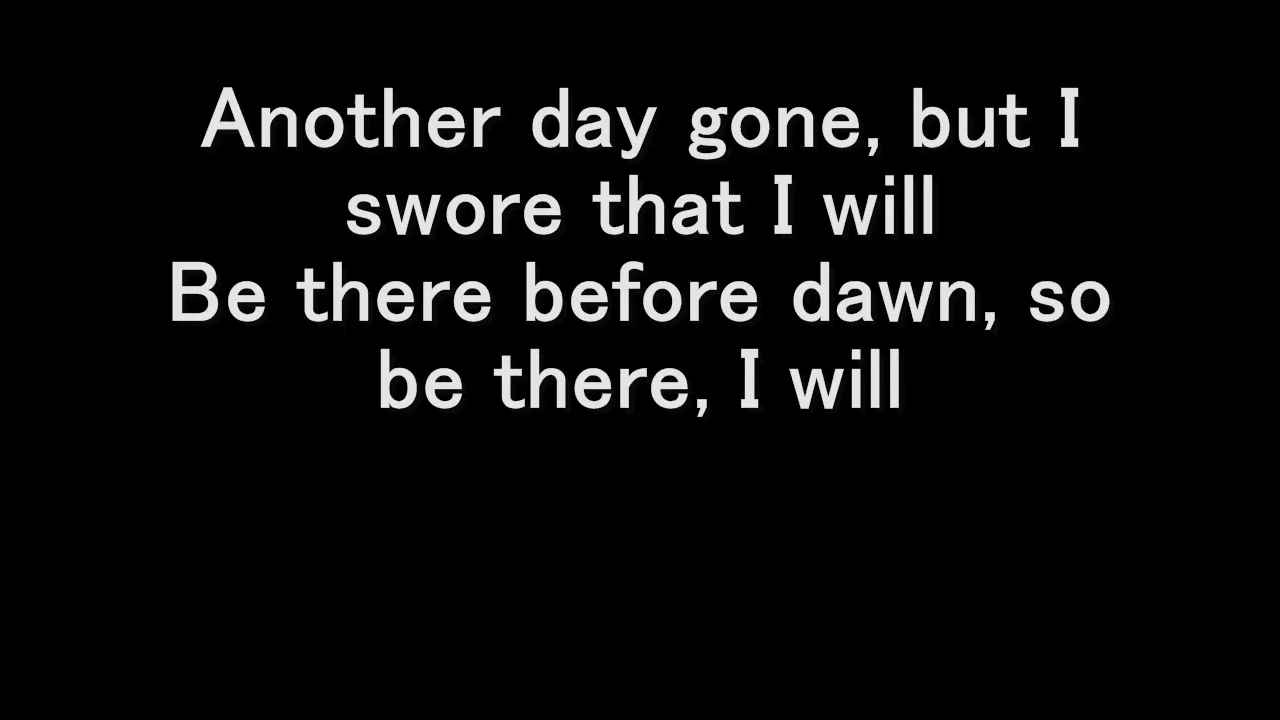 Another day gone, but I
swore that I will
Be there before dawn, so
be there, I will